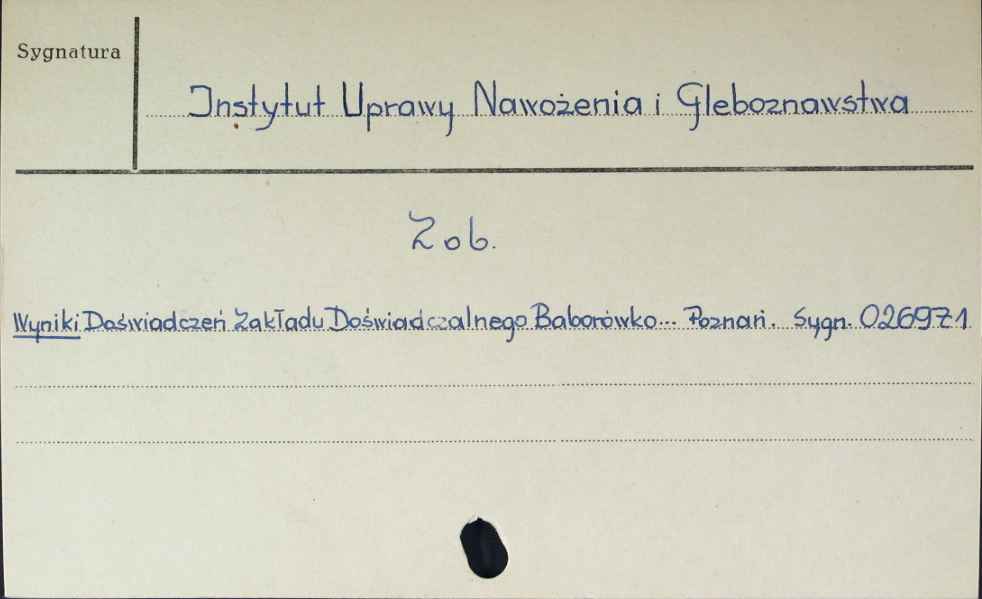 Sygnatura
Instytut Uprawy Nawożenia i Gleboznawstwa
Zob.
Wyniki Doświadczeń Zakładu Doświadczalnego Baborówko... Poznań. Sygn. 026971